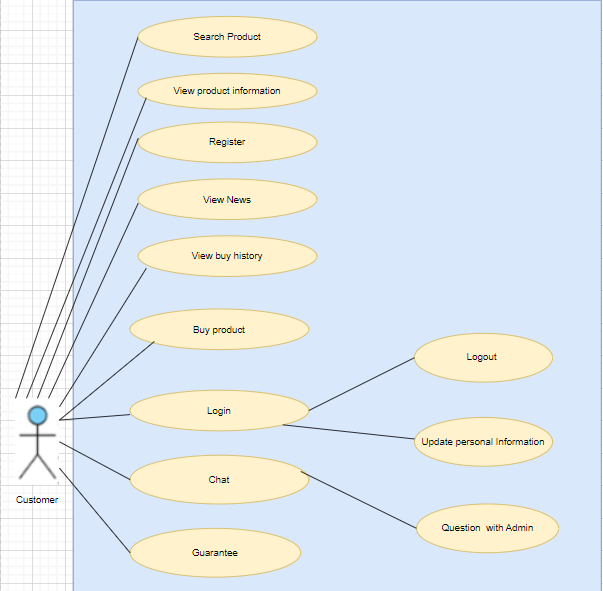 Search Product
View product information
Register
View News
View buy history
Buy product
Logout
Login
Update personal Information
Chat
Customer
Question  with Admin
Guarantee